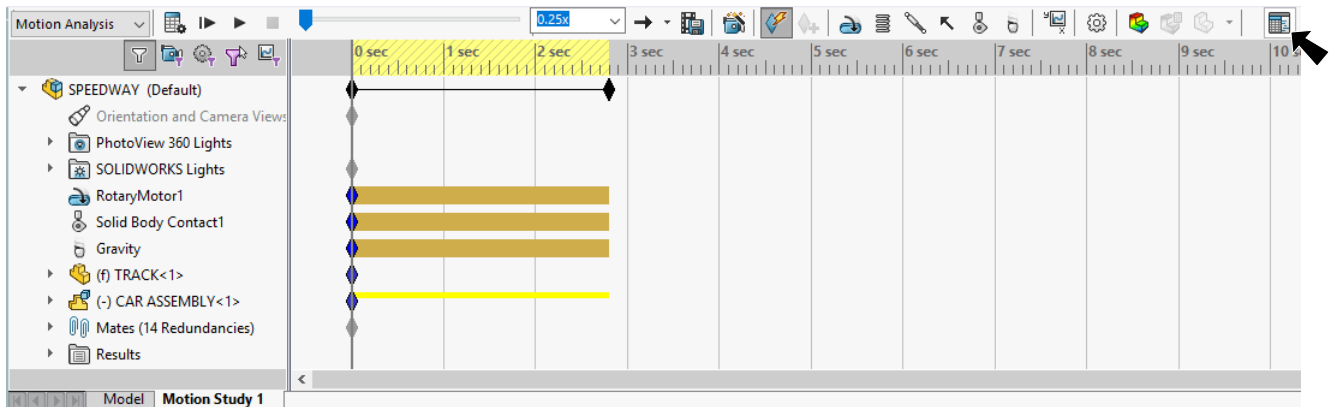 Motion Analysis
0.25x
0 sec 1 sec 2 sec 3 sec 4 sec 5 sec 6 sec 7 sec 8 sec 9 sec 10
SPEEDWAY (Default)
Orientation and Camera Views
PhotoView 360 Lights
SOLIDWORKS Lights
RotaryMotor1
Solid Body Contact1
Gravity
(f) TRACK<1>
(-) CAR ASSEMBLY<1>
Mates (14 Redundancies)
Results
Model Motion Study 1